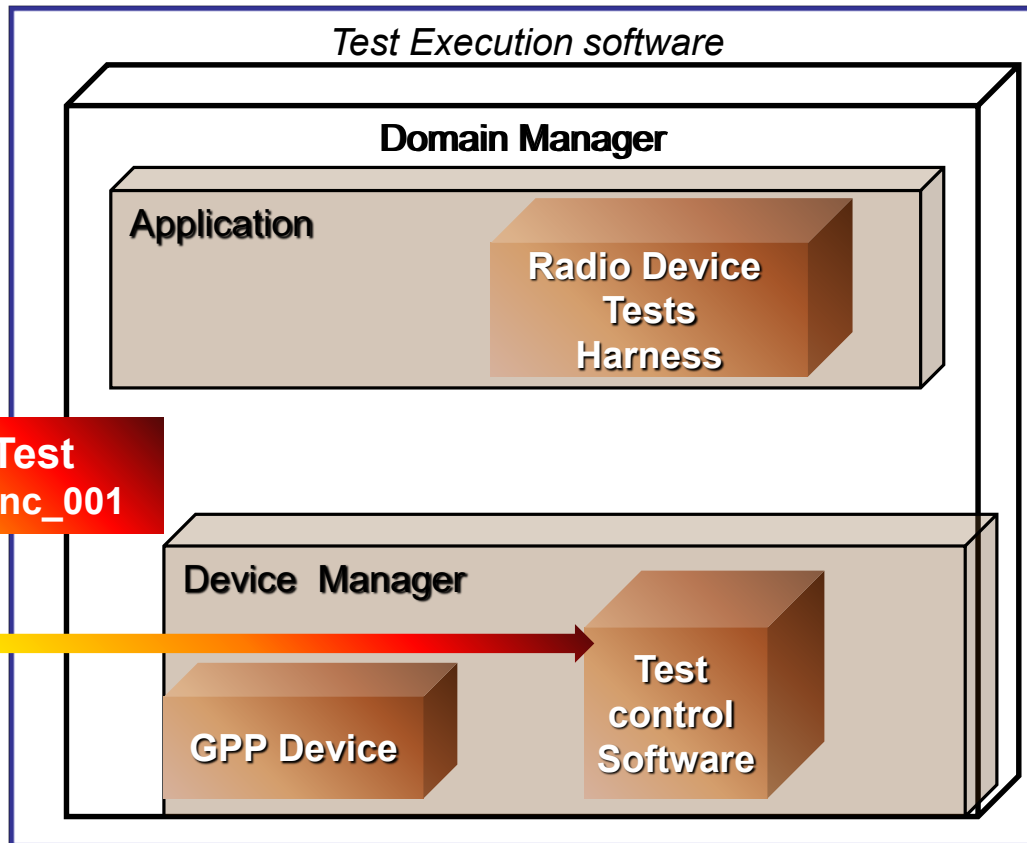 Test Execution software
Domain Manager
Application
Radio Device
Tests
Harness
Test
nc_001
Device Manager
GPP Device
Test
control
Software